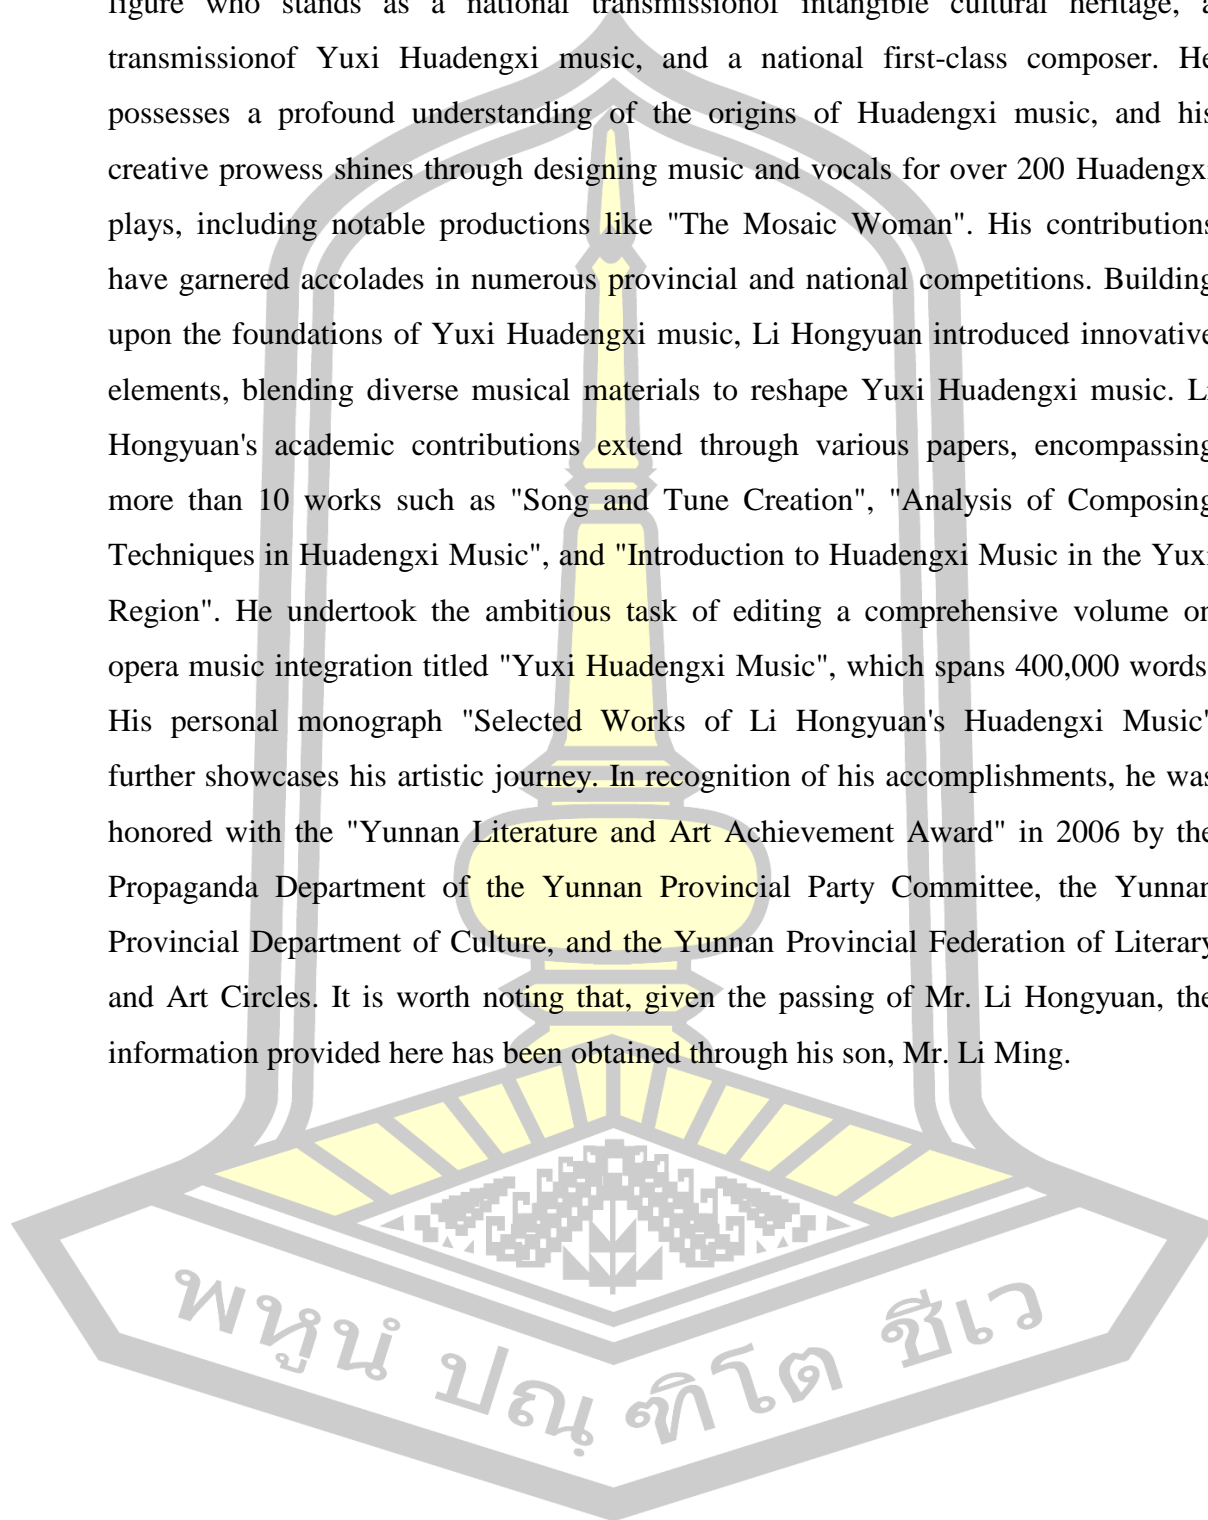 figure who stands as a national transmissionof intangible cultural heritage, a
transmissionof Yuxi Huadengxi music, and a national first-class composer. He
possesses a profound understanding of the origins of Huadengxi music, and his
creative prowess shines through designing music and vocals for over 200 Huadengxi
plays, including notable productions like "The Mosaic Woman". His contributions
have garnered accolades in numerous provincial and national competitions. Building
upon the foundations of Yuxi Huadengxi music, Li Hongyuan introduced innovative
elements, blending diverse musical materials to reshape Yuxi Huadengxi music. Li
Hongyuan's academic contributions extend through various papers, encompassing
more than 10 works such as "Song and Tune Creation", "Analysis of Composing
Techniques in Huadengxi Music", and "Introduction to Huadengxi Music in the Yuxi
Region". He undertook the ambitious task of editing a comprehensive volume on
opera music integration titled "Yuxi Huadengxi Music", which spans 400,000 words.
His personal monograph "Selected Works of Li Hongyuan's Huadengxi Music"
further showcases his artistic journey. In recognition of his accomplishments, he was
honored with the "Yunnan Literature and Art Achievement Award" in 2006 by the
Propaganda Department of the Yunnan Provincial Party Committee, the Yunnan
Provincial Department of Culture, and the Yunnan Provincial Federation of Literary
and Art Circles. It is worth noting that, given the passing of Mr. Li Hongyuan, the
information provided here has been obtained through his son, Mr. Li Ming.
พหูนํ ปณฺฑิโต ชีเว